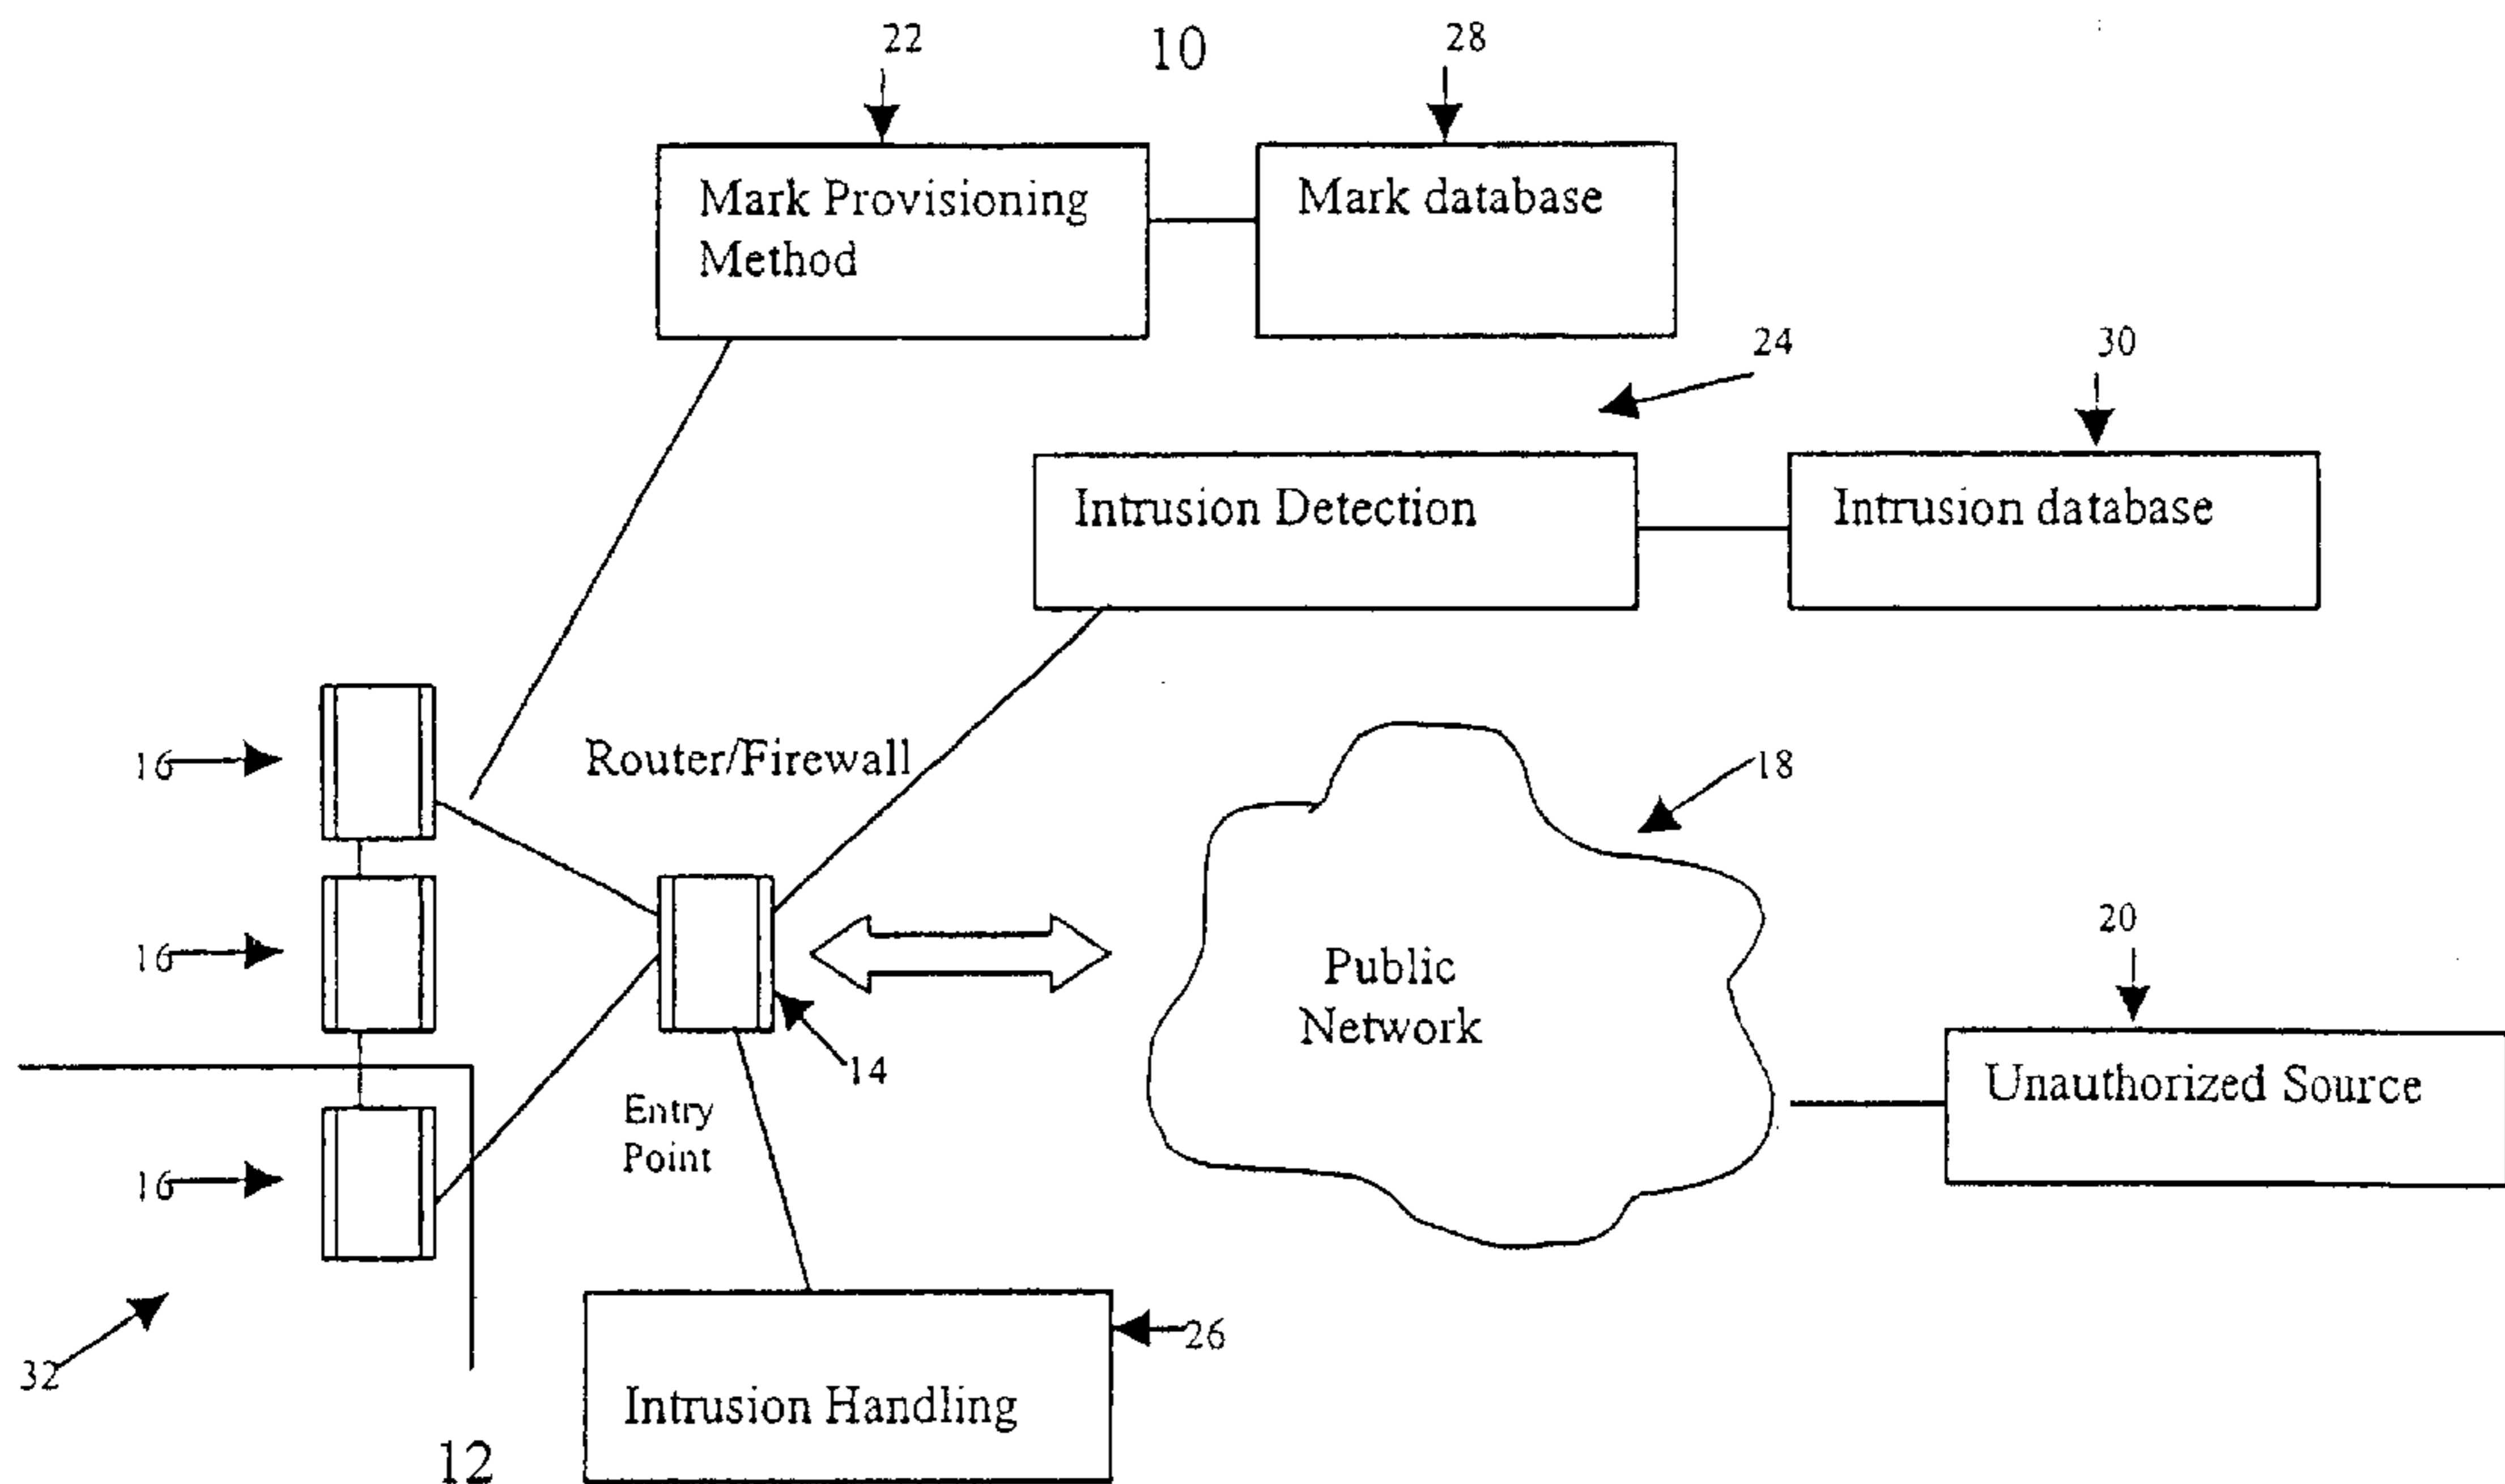 22
10
28
Mark Provisioning
Method
Mark database
24
30
Intrusion Detection
Intrusion database
16
Router/Firewall
18
16
20
Public
Network
14
Unauthorized Source
Entry
Point
16
26
32
Intrusion Handling
12